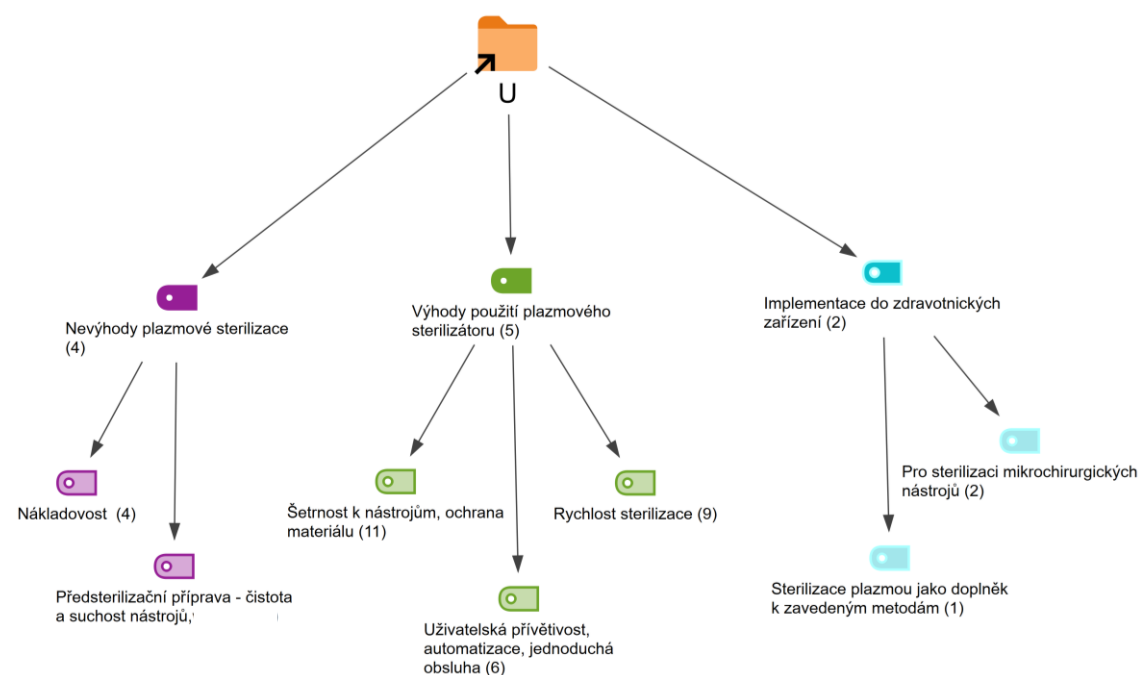 U
Nevýhody plazmové sterilizace
(4)
Výhody použití plazmového
sterilizátoru (5)
Implementace do zdravotnických
zařízení (2)
Nákladovost (4)
Předsterilizační příprava - čistota
a suchost nástrojů,
Šetrnost k nástrojům, ochrana
materiálu (11)
Uživatelská přívětivost,
automatizace, jednoduchá
obsluha (6)
Rychlost sterilizace (9)
Sterilizace plazmou jako doplněk
k zavedeným metodám (1)
Pro sterilizaci mikrochirurgických
nástrojů (2)